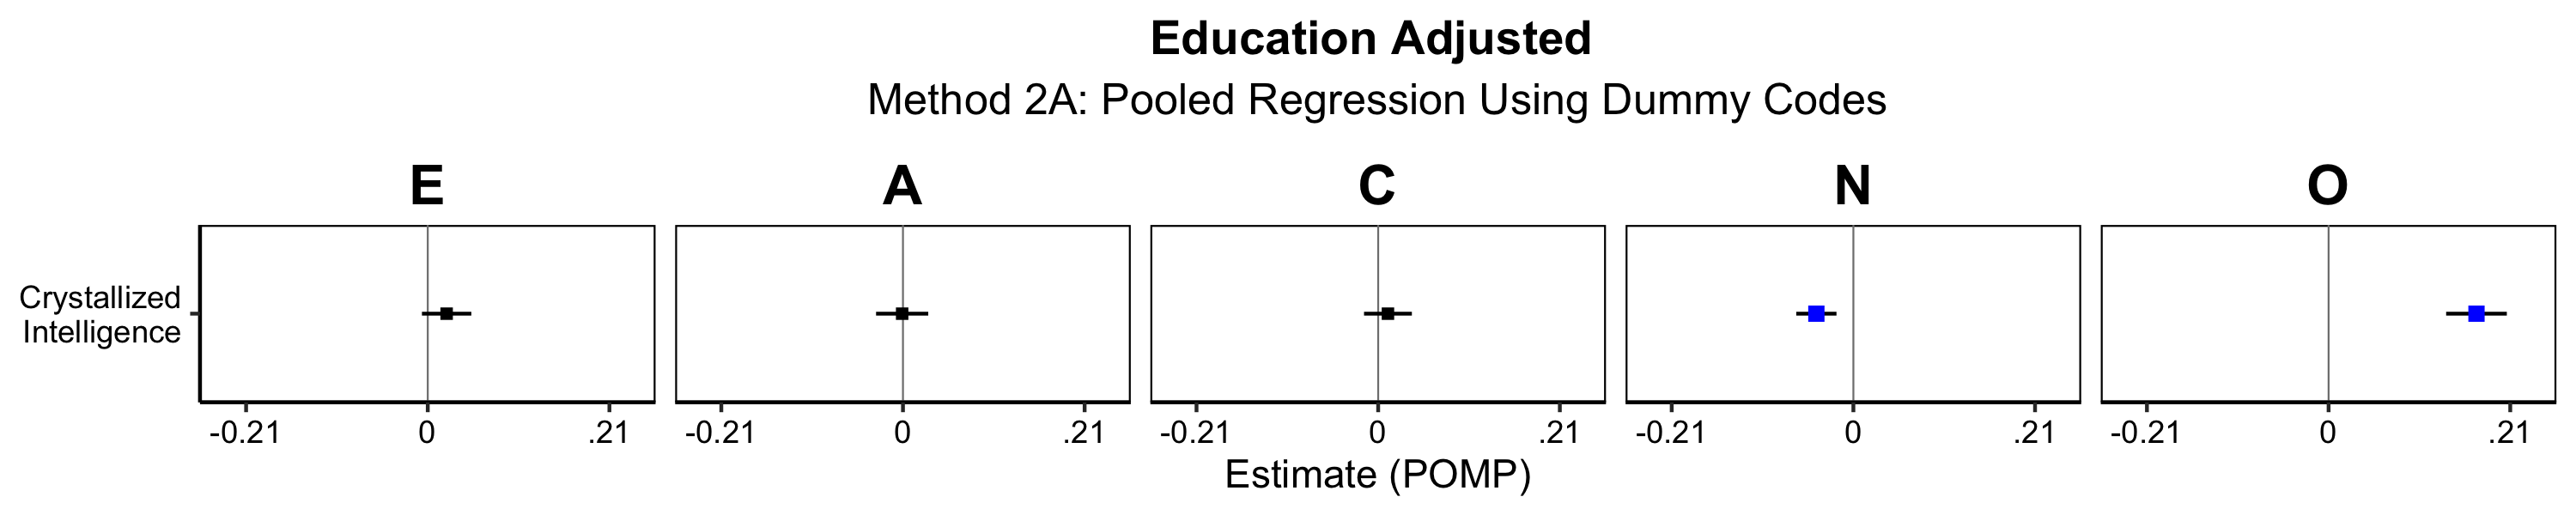 Education Adjusted
Method 2A: Pooled Regression Using Dummy Codes
E A C N O
Crystallized
Intelligence
-0.21 0 .21 -0.21 0 .21 -0.21 0 .21 -0.21 0 .21 -0.21 0 .21
Estimate (POMP)